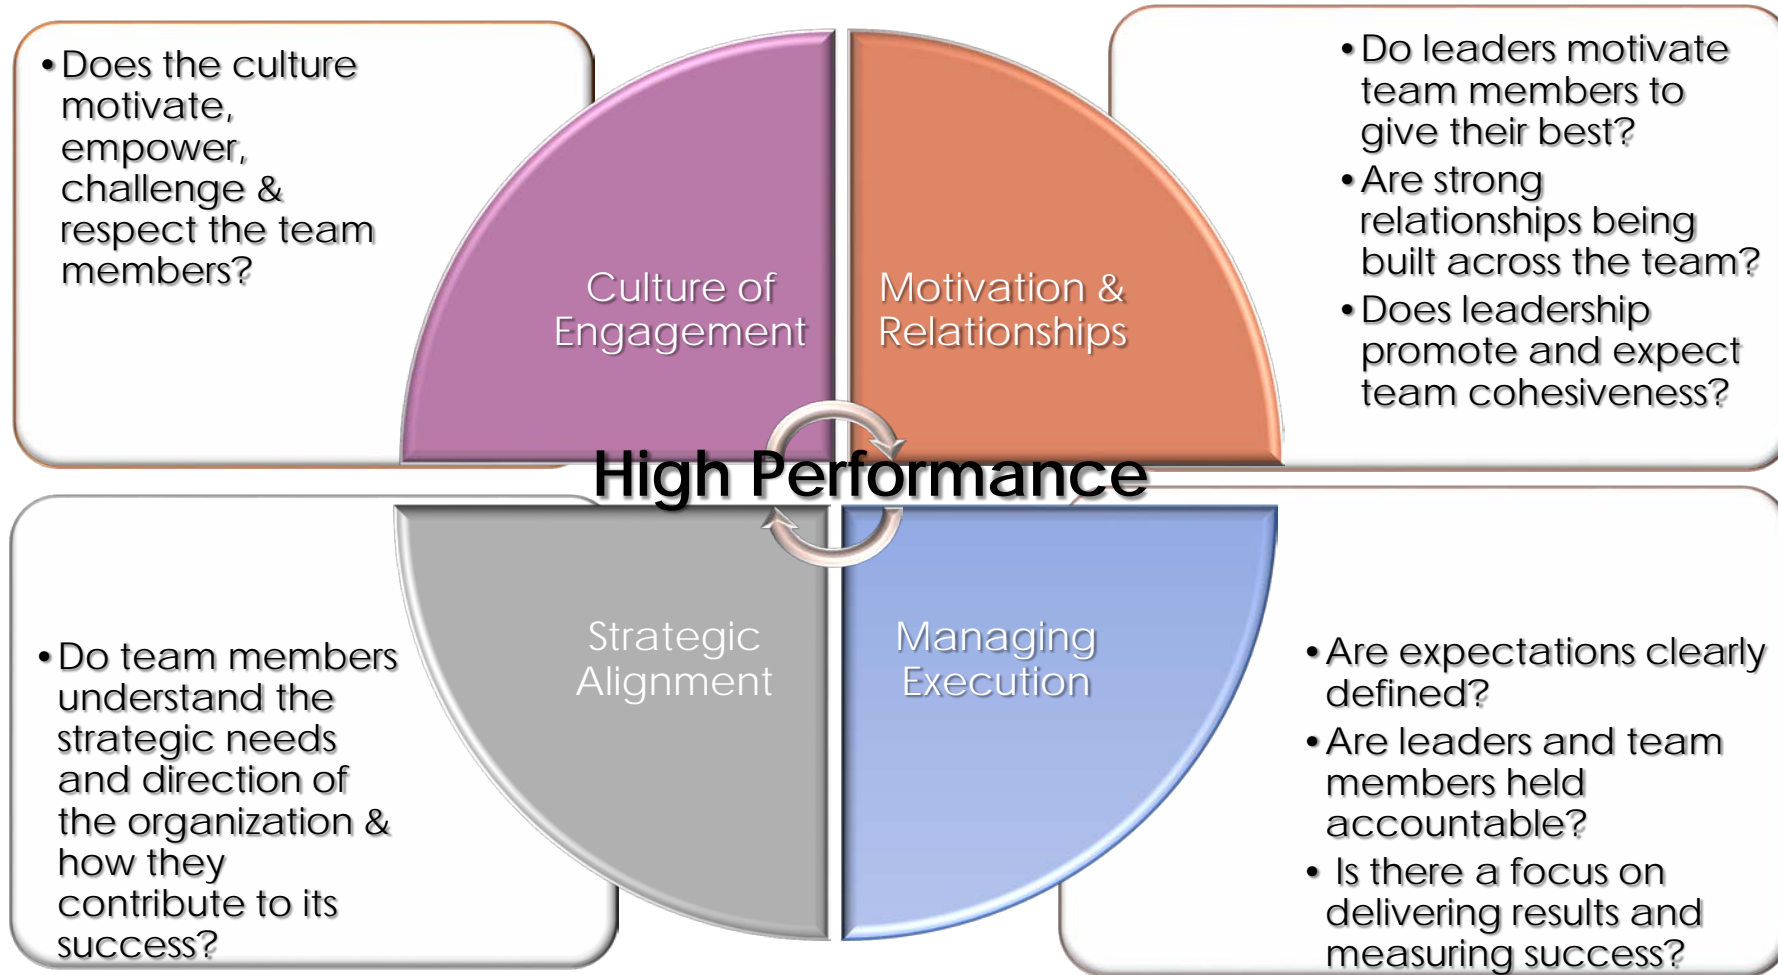 •Does the culture
motivate,
empower,
challenge &
respect the team
members?
Culture of
Engagement
Motivation &
Relationships
•Do leaders motivate
team members to
give their best?
•Are strong
relationships being
built across the team?
•Does leadership
promote and expect
team cohesiveness?
High Performance
•Do team members
understand the
strategic needs
and direction of
the organization &
how they
contribute to its
success?
Strategic
Alignment
Managing
Execution
•Are expectations clearly
defined?
•Are leaders and team
members held
accountable?
• Is there a focus on
delivering results and
measuring success?